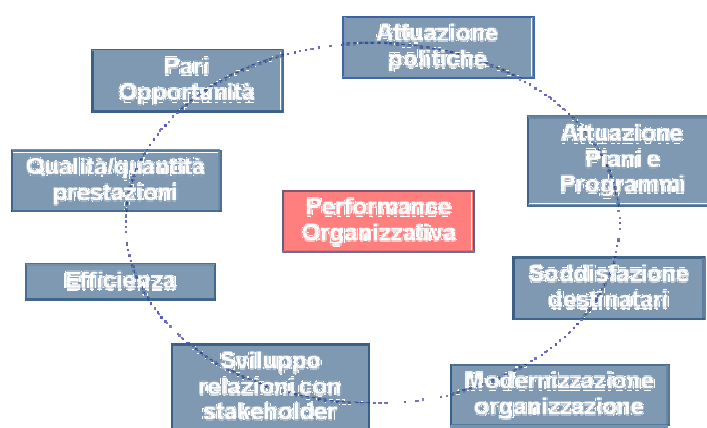 Attuazione
politiche
Pari
Opportunità
Attuazione
Piani e
Programmi
Qualità/quantità
prestazioni
Performance
Organizzativa
Efficienza
Soddisfazione
destinatari
Sviluppo
relazioni con
stakeholder
Modernizzazione
organizzazione